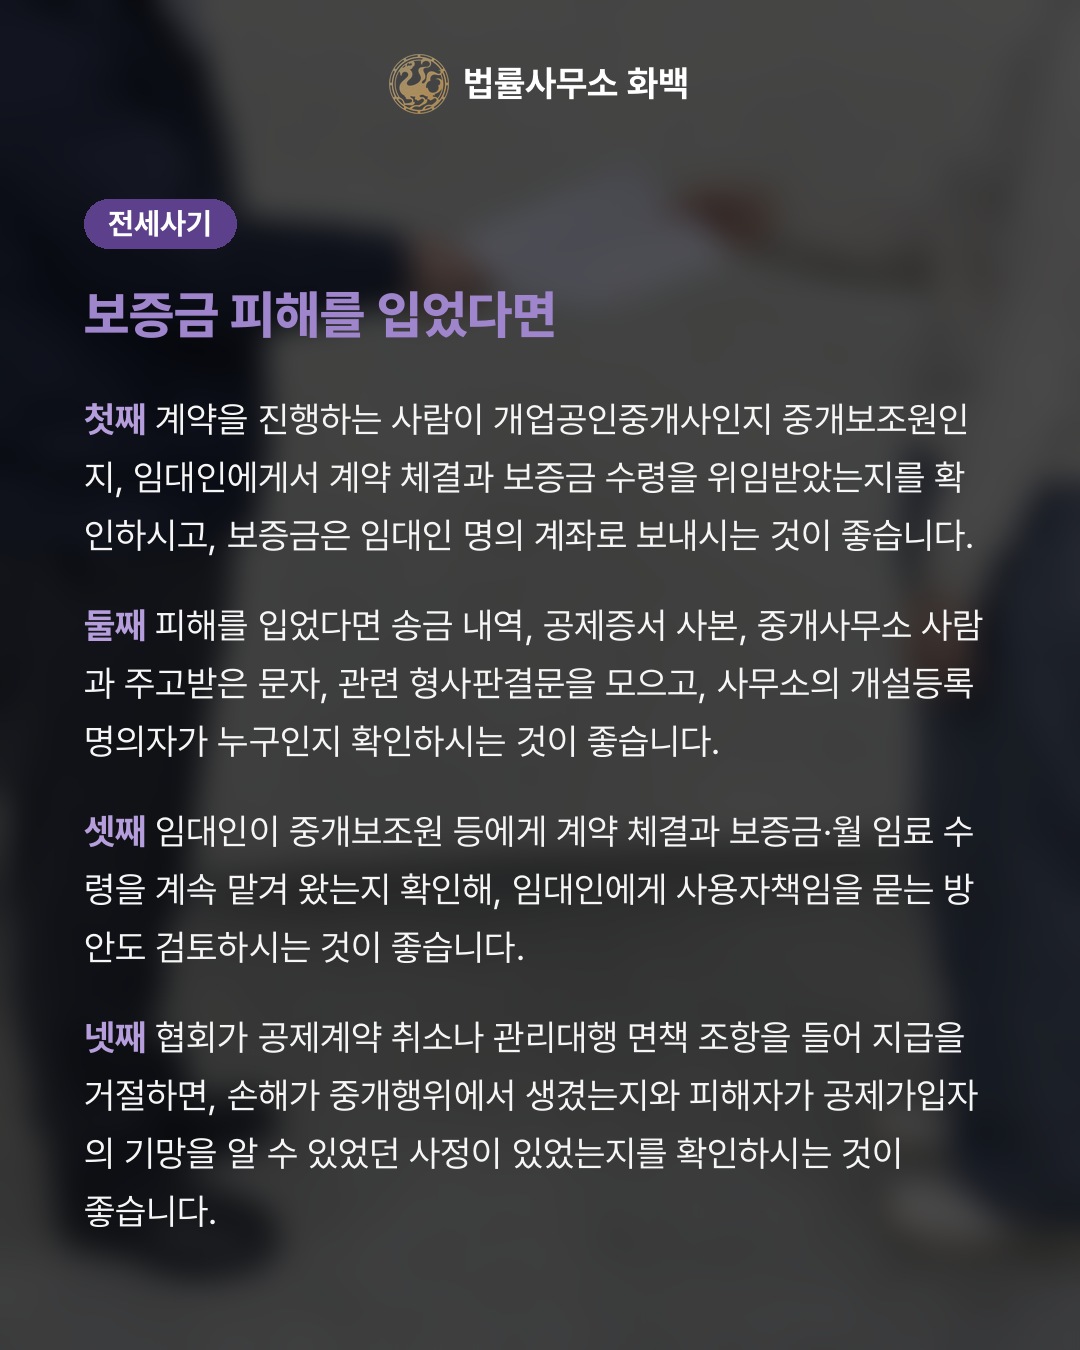 법률사무소 화백
전세사기
보증금 피해를 입었다면
첫째 계약을 진행하는 사람이 개업공인중개사인지 중개보조원인
지, 임대인에게서 계약 체결과 보증금 수령을 위임받았는지를 확
인하시고, 보증금은 임대인 명의 계좌로 보내시는 것이 좋습니다.
둘째 피해를 입었다면 송금 내역, 공제증서 사본, 중개사무소 사람
과 주고받은 문자, 관련 형사판결문을 모으고, 사무소의 개설등록
명의자가 누구인지 확인하시는 것이 좋습니다.
셋째 임대인이 중개보조원 등에게 계약 체결과 보증금·월 임료 수
령을 계속 맡겨 왔는지 확인해, 임대인에게 사용자책임을 묻는 방
안도 검토하시는 것이 좋습니다.
넷째 협회가 공제계약 취소나 관리대행 면책 조항을 들어 지급을
거절하면, 손해가 중개행위에서 생겼는지와 피해자가 공제가입자
의 기망을 알 수 있었던 사정이 있었는지를 확인하시는 것이
좋습니다.